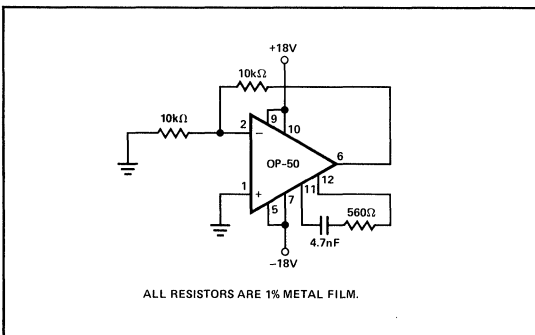 +18V
10kΩ
9
10kΩ
2
−
10
OP-50
6
12
1
+
11
7
5
560Ω
4.7nF
−18V
ALL RESISTORS ARE 1% METAL FILM.